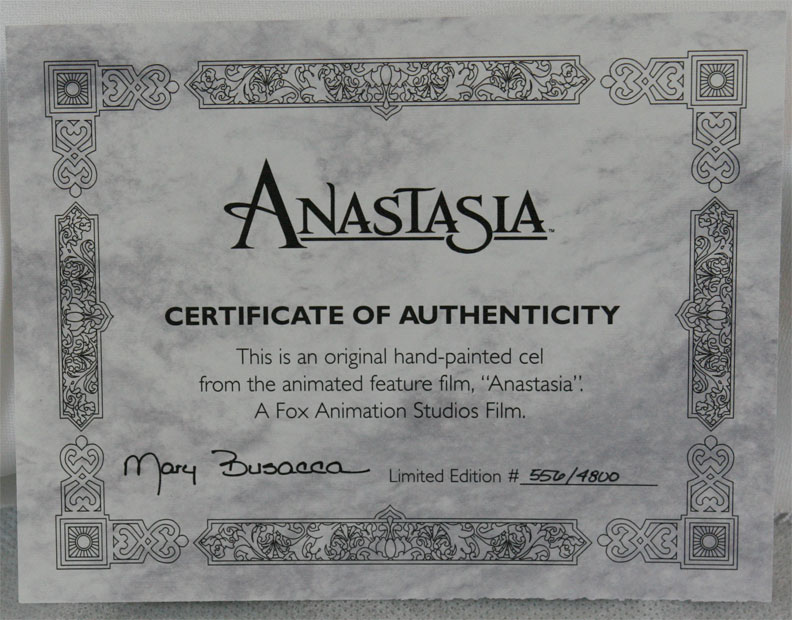 ANASTASIA™
CERTIFICATE OF AUTHENTICITY
This is an original hand-painted cel
from the animated feature film, “Anastasia”.
A Fox Animation Studios Film.
Mary Busacca Limited Edition # 556/4800